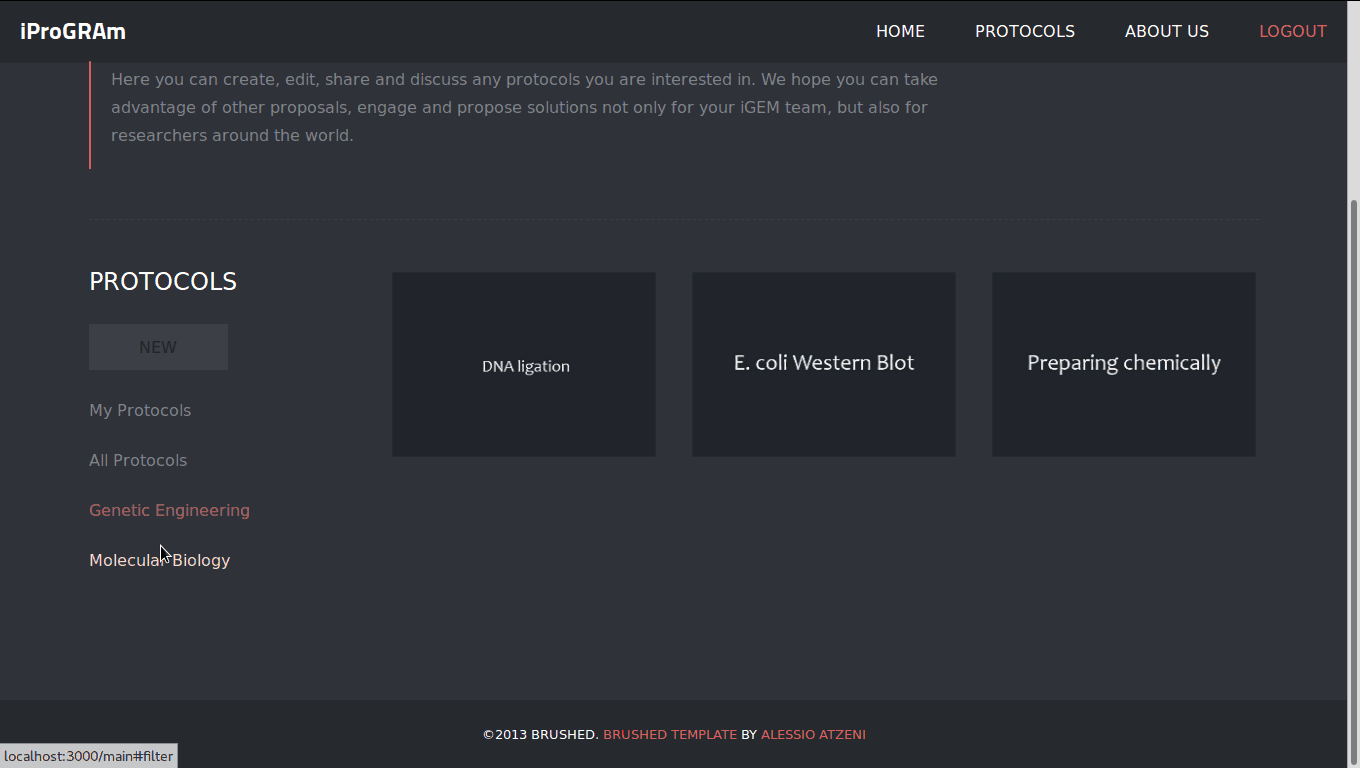 iProGRAm
HOME PROTOCOLS ABOUT US LOGOUT
Here you can create, edit, share and discuss any protocols you are interested in. We hope you can take
advantage of other proposals, engage and propose solutions not only for your iGEM team, but also for
researchers around the world.
PROTOCOLS
NEW
My Protocols
All Protocols
Genetic Engineering
Molecular Biology
DNA ligation
E. coli Western Blot
Preparing chemically
©2013 BRUSHED. BRUSHED TEMPLATE BY ALESSIO ATZENI
localhost:3000/main#filter